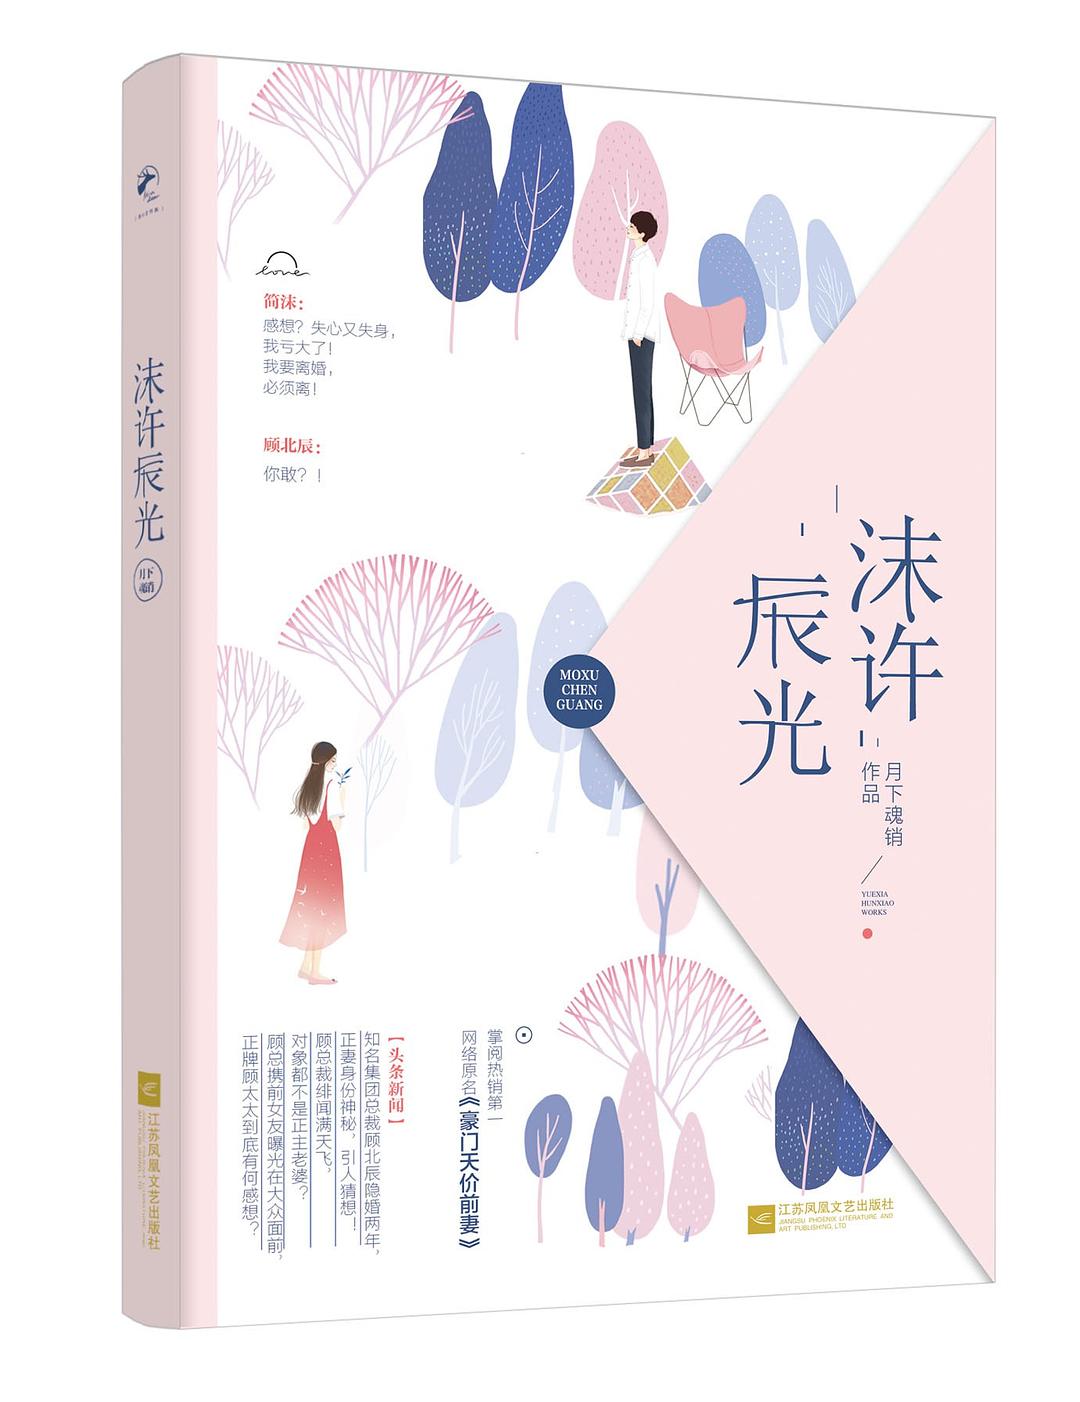 沫许辰光
月下魂销
江苏凤凰文艺出版社
love
简沫：
感想？失心又失身，
我亏大了！
我要离婚，
必须离！
顾北辰：
你敢？！
沫许
辰光
MOXU
CHEN
GUANG
月下魂销
作品
YUEXIA
HUNXIAO
WORKS
掌阅热销第一
网络原名《豪门天价前妻》
【头条新闻】
知名集团总裁顾北辰隐婚两年，
正妻身份神秘，引人猜想！
顾总裁绯闻满天飞，
对象都不是正主老婆？
顾总携前女友曝光在大众面前，
正牌顾太太到底有何感想？
江苏凤凰文艺出版社
JIANGSU PHOENIX LITERATURE AND
ART PUBLISHING, LTD